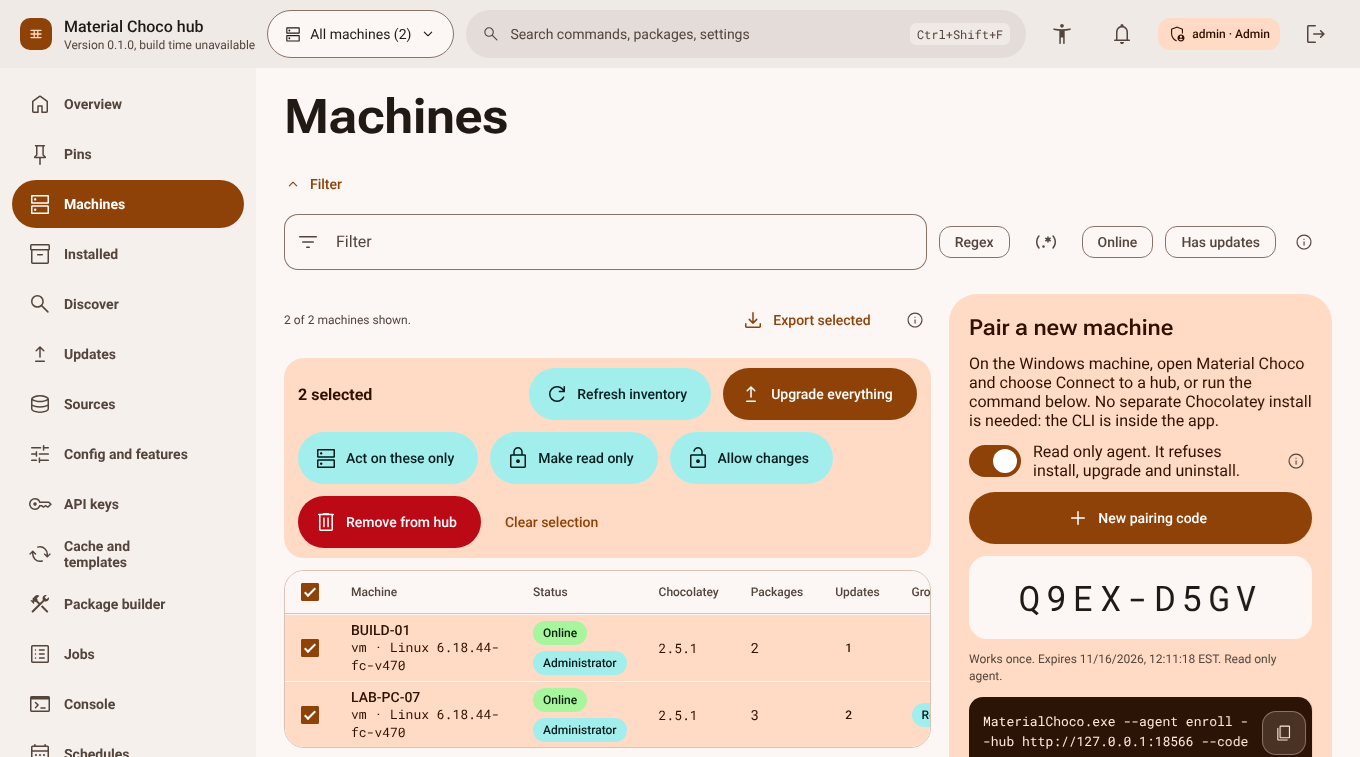 Material Choco hub
Version 0.1.0, build time unavailable
All machines (2)
Search commands, packages, settings
Ctrl+Shift+F
admin · Admin
Overview
Pins
Machines
Installed
Discover
Updates
Sources
Config and features
API keys
Cache and
templates
Package builder
Jobs
Console
Schedules
Machines
Filter
Filter
Regex
(.*)
Online
Has updates
2 of 2 machines shown.
Export selected
2 selected
Refresh inventory
Upgrade everything
Act on these only
Make read only
Allow changes
Remove from hub
Clear selection
Machine Status Chocolatey Packages Updates Gro
BUILD-01
vm · Linux 6.18.44-
fc-v470
Online
Administrator
2.5.1
2
1
LAB-PC-07
vm · Linux 6.18.44-
fc-v470
Online
Administrator
2.5.1
3
2
R
Pair a new machine
On the Windows machine, open Material Choco
and choose Connect to a hub, or run the
command below. No separate Chocolatey install
is needed: the CLI is inside the app.
Read only agent. It refuses
install, upgrade and uninstall.
New pairing code
Q9EX-D5GV
Works once. Expires 11/16/2026, 12:11:18 EST. Read only
agent.
MaterialChoco.exe --agent enroll -
-hub http://127.0.0.1:18566 --code